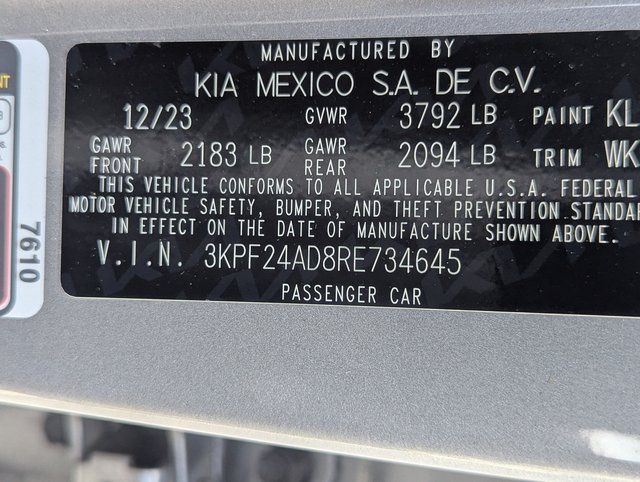 MANUFACTURED BY
KIA MEXICO S.A. DE C.V.
12/23 GVWR 3792 LB PAINT KL
GAWR FRONT 2183 LB GAWR REAR 2094 LB TRIM WK
THIS VEHICLE CONFORMS TO ALL APPLICABLE U.S.A. FEDERAL
MOTOR VEHICLE SAFETY, BUMPER, AND THEFT PREVENTION STANDA
IN EFFECT ON THE DATE OF MANUFACTURE SHOWN ABOVE.
V.I.N. 3KPF24AD8RE734645
PASSENGER CAR
7610